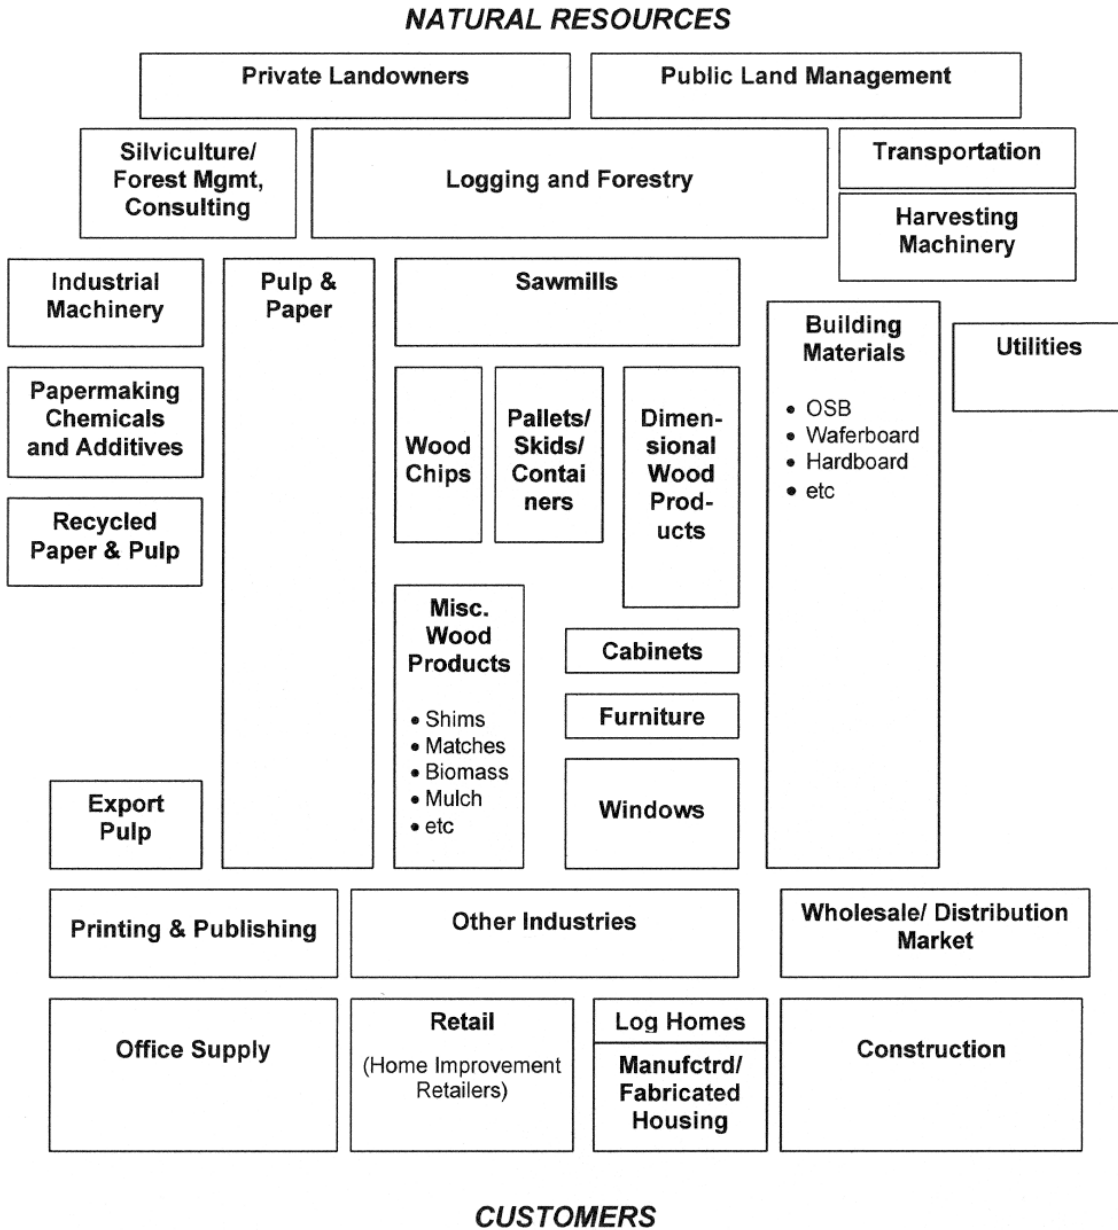 NATURAL RESOURCES
Private Landowners
Public Land Management
Silviculture/
Forest Mgmt,
Consulting
Logging and Forestry
Transportation
Harvesting
Machinery
Industrial
Machinery
Pulp &
Paper
Sawmills
Building
Materials
• OSB
• Waferboard
• Hardboard
• etc
Utilities
Papermaking
Chemicals
and Additives
Wood
Chips
Pallets/
Skids/
Contai
ners
Dimen-
sional
Wood
Prod-
ucts
Recycled
Paper & Pulp
Misc.
Wood
Products
• Shims
• Matches
• Biomass
• Mulch
• etc
Cabinets
Furniture
Windows
Export
Pulp
Printing & Publishing
Other Industries
Wholesale/ Distribution
Market
Office Supply
Retail
(Home Improvement
Retailers)
Log Homes
Manufctrd/
Fabricated
Housing
Construction
CUSTOMERS